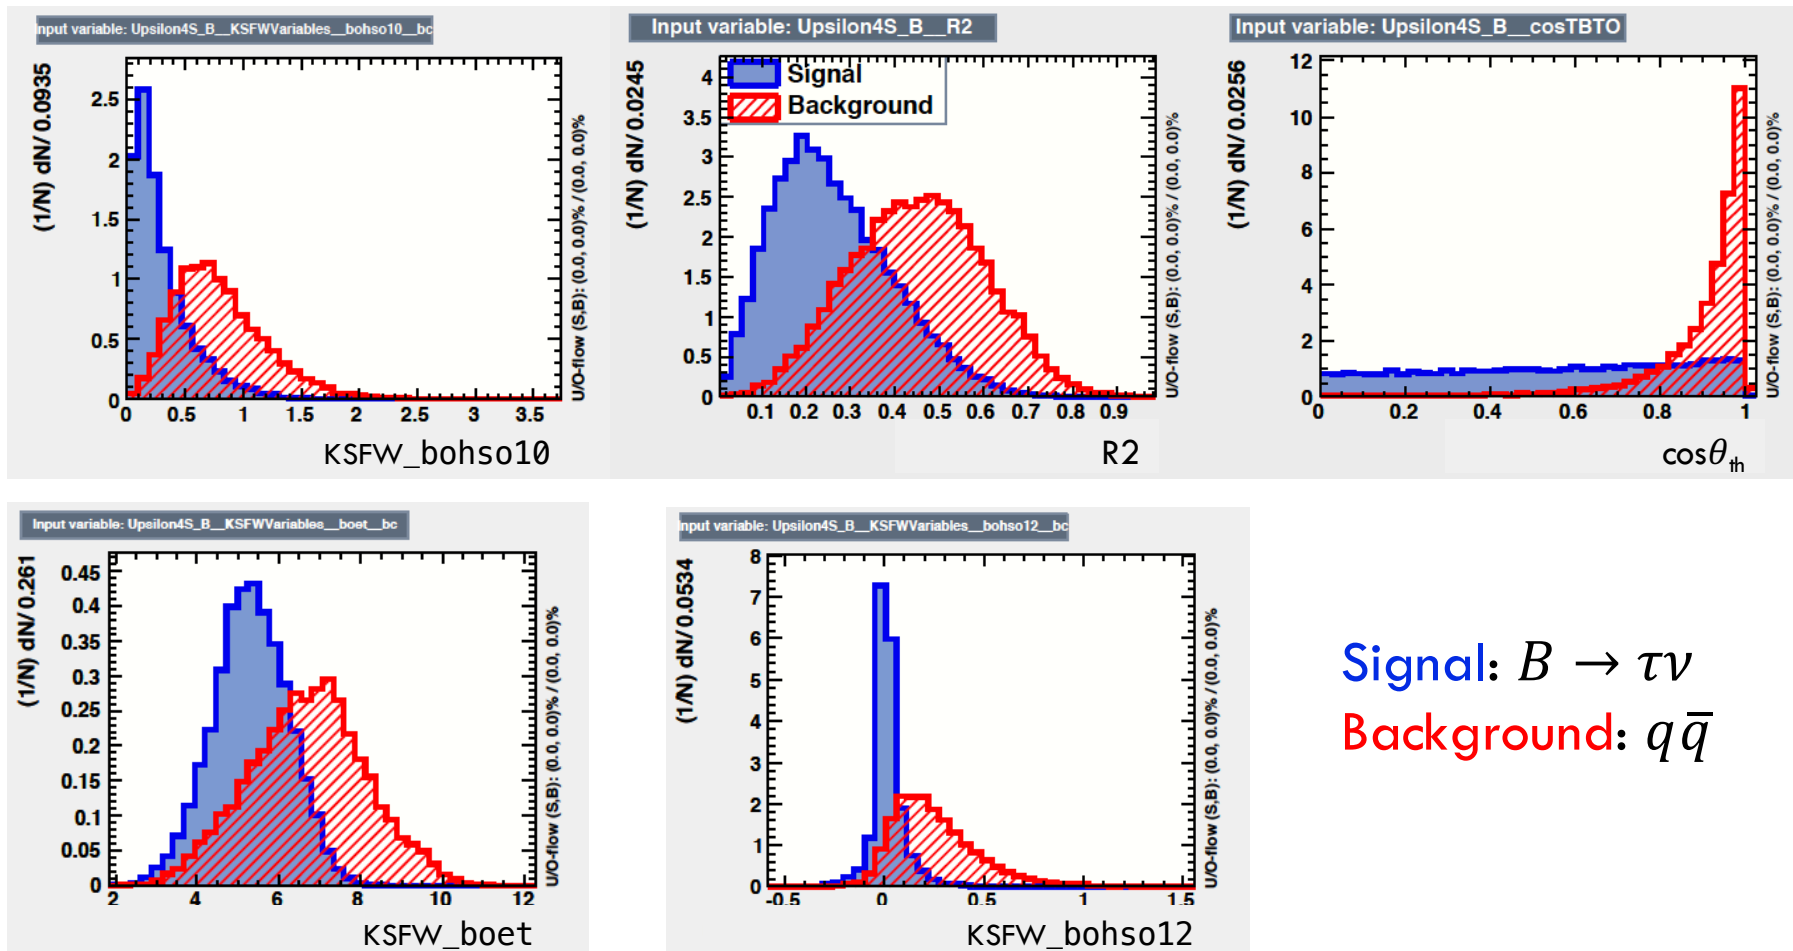 Input variable: Upsilon4S_B__KSFWVariables__bohso10__bc
(1/N) dN/ 0.0935
2.5
2
1.5
1
0.5
0
0 0.5 1 1.5 2 2.5 3 3.5
U/O-flow (S,B): (0.0, 0.0)% / (0.0, 0.0)%
KSFW_bohso10
Input variable: Upsilon4S_B__R2
(1/N) dN/ 0.0245
Signal
Background
4
3.5
3
2.5
2
1.5
1
0.5
0
0.1 0.2 0.3 0.4 0.5 0.6 0.7 0.8 0.9
U/O-flow (S,B): (0.0, 0.0)% / (0.0, 0.0)%
R2
Input variable: Upsilon4S_B__cosTBTO
(1/N) dN/ 0.0256
12
10
8
6
4
2
0
0 0.2 0.4 0.6 0.8 1
U/O-flow (S,B): (0.0, 0.0)% / (0.0, 0.0)%
cosθth
Input variable: Upsilon4S_B__KSFWVariables__boet__bc
(1/N) dN/ 0.261
0.45
0.4
0.35
0.3
0.25
0.2
0.15
0.1
0.05
0
2 4 6 8 10 12
U/O-flow (S,B): (0.0, 0.0)% / (0.0, 0.0)%
KSFW_boet
Input variable: Upsilon4S_B__KSFWVariables__bohso12__bc
(1/N) dN/ 0.0534
8
7
6
5
4
3
2
1
0
-0.5 0 0.5 1 1.5
U/O-flow (S,B): (0.0, 0.0)% / (0.0, 0.0)%
KSFW_bohso12
Signal: B → τν
Background: q q̄